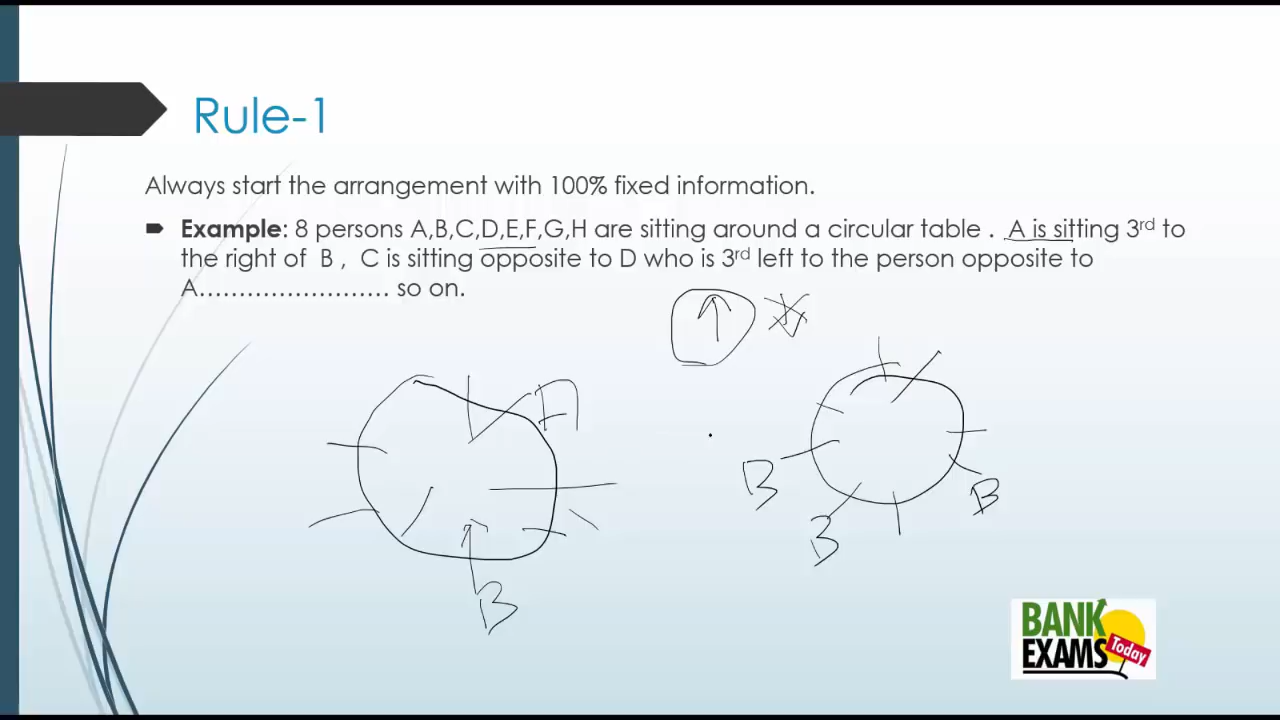 Rule-1
Always start the arrangement with 100% fixed information.
Example: 8 persons A,B,C,D,E,F,G,H are sitting around a circular table . A is sitting 3rd to
the right of B , C is sitting opposite to D who is 3rd left to the person opposite to
A........................ so on.
A
B
B
B
B
BANK
EXAMS
Today